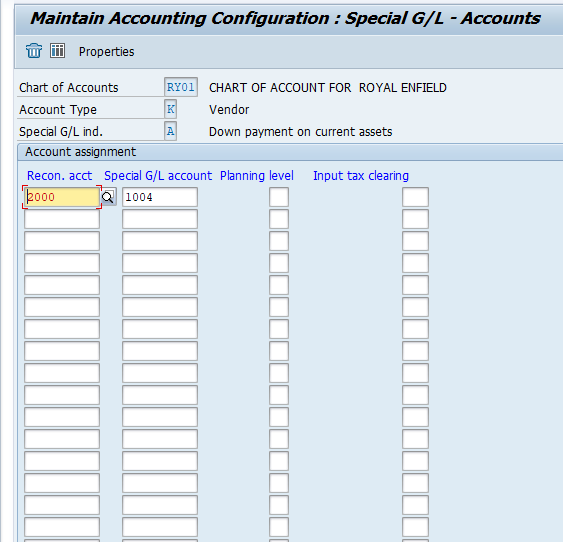 Maintain Accounting Configuration : Special G/L - Accounts
Properties
Chart of Accounts RY01 CHART OF ACCOUNT FOR ROYAL ENFIELD
Account Type K Vendor
Special G/L ind. A Down payment on current assets
Account assignment
Recon. acct Special G/L account Planning level Input tax clearing
2000 1004